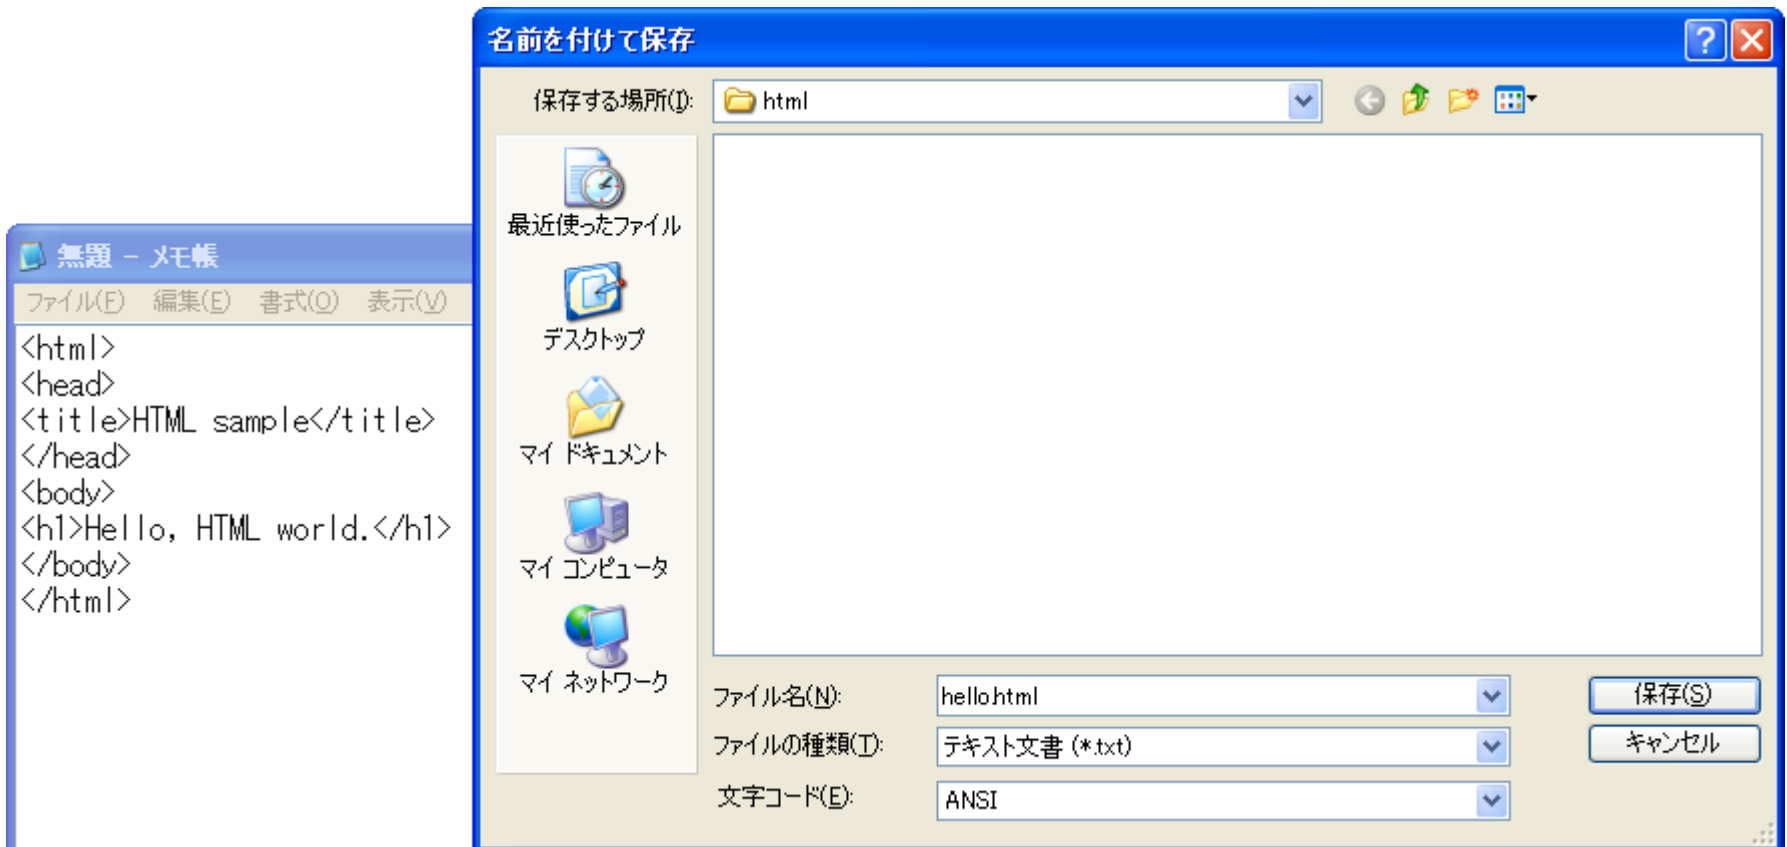 名前を付けて保存
保存する場所(I):
html
最近使ったファイル
デスクトップ
マイ ドキュメント
マイ コンピュータ
マイ ネットワーク
ファイル名(N):
hello.html
保存(S)
ファイルの種類(T):
テキスト文書 (*.txt)
キャンセル
文字コード(E):
ANSI
無題 - メモ帳
ファイル(F) 編集(E) 書式(O) 表示(V)
<html>
<head>
<title>HTML sample</title>
</head>
<body>
<h1>Hello, HTML world.</h1>
</body>
</html>